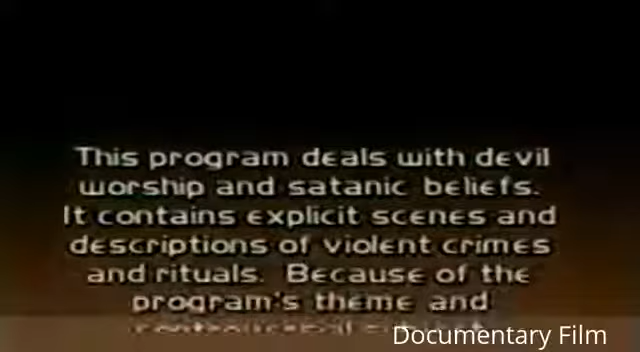 This program deals with devil
worship and satanic beliefs.
It contains explicit scenes and
descriptions of violent crimes
and rituals. Because of the
program's theme and
Documentary Film